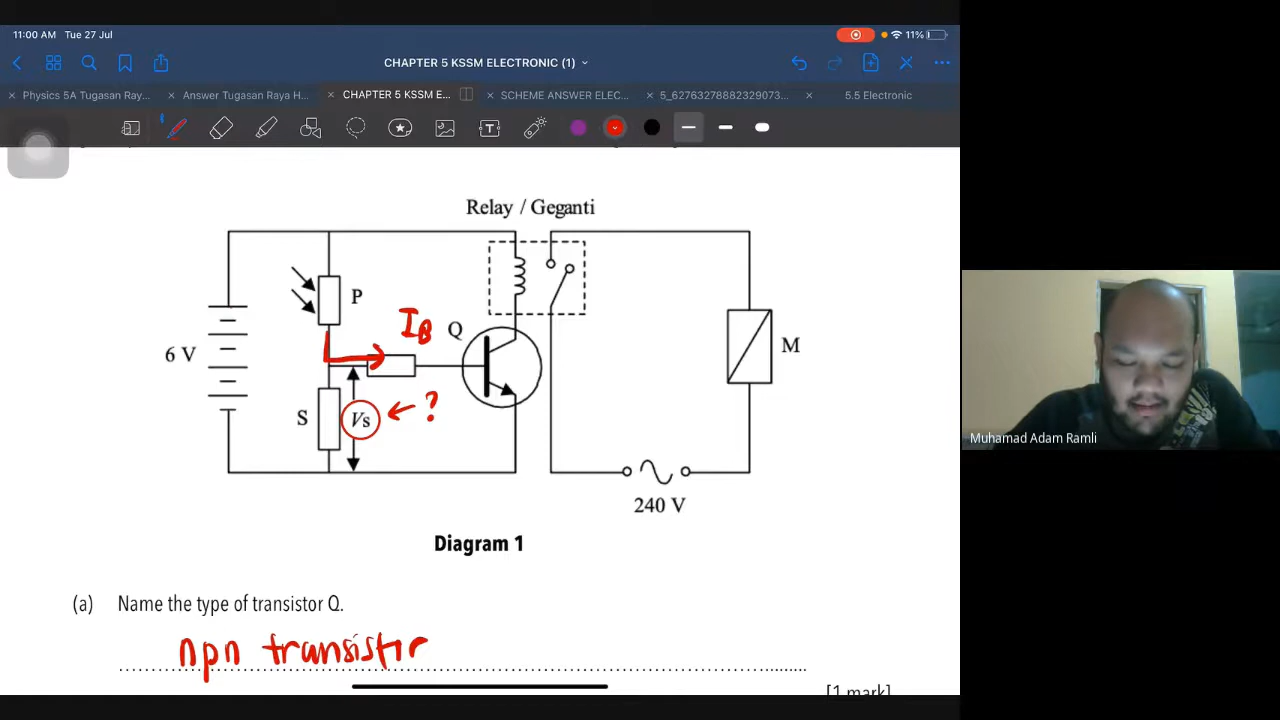 11:00 AM Tue 27 Jul
11%
CHAPTER 5 KSSM ELECTRONIC (1)
Physics 5A Tugasan Ray...
Answer Tugasan Raya H...
CHAPTER 5 KSSM E...
SCHEME ANSWER ELEC...
5_62763278882329073...
5.5 Electronic
Relay / Geganti
P
IB
Q
6 V
M
S
Vs
?
240 V
Diagram 1
(a) Name the type of transistor Q.
npn transistor
[1 mark]
Muhamad Adam Ramli